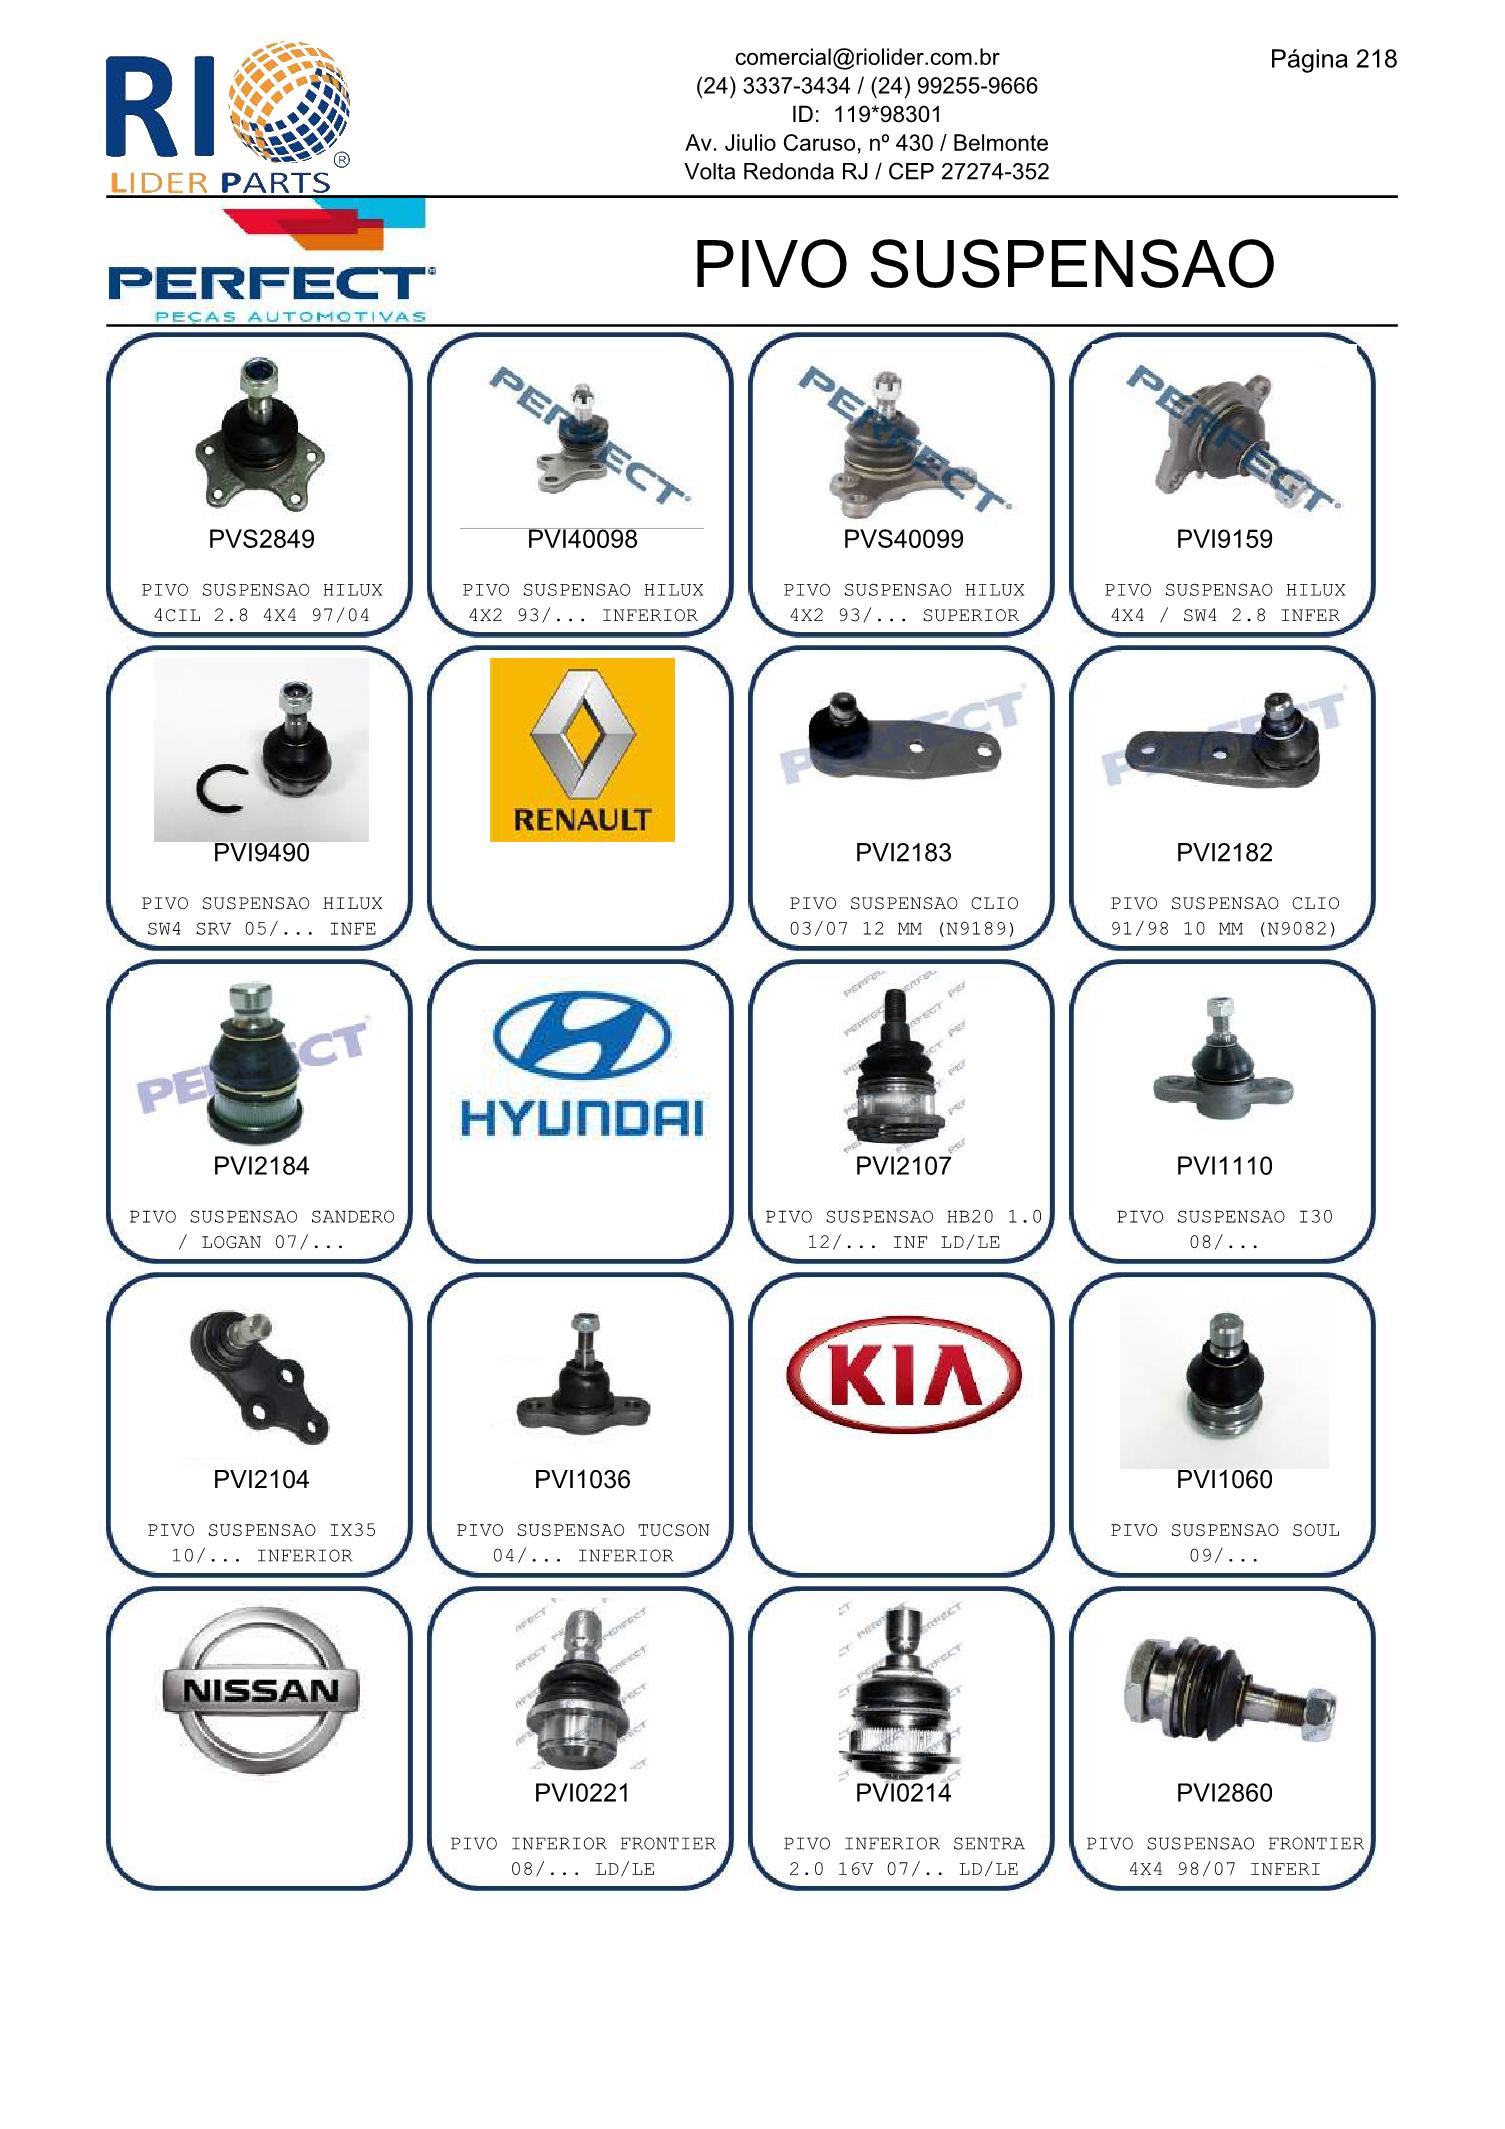 RIO ®
LIDER PARTS
comercial@riolider.com.br
(24) 3337-3434 / (24) 99255-9666
ID: 119*98301
Av. Jiulio Caruso, nº 430 / Belmonte
Volta Redonda RJ / CEP 27274-352
Página 218
PERFECT
PEÇAS AUTOMOTIVAS
PIVO SUSPENSAO
PERFECT
PERFECT
PERFECT
PVS2849
PVI40098
PVS40099
PVI9159
PIVO SUSPENSAO HILUX
4CIL 2.8 4X4 97/04
PIVO SUSPENSAO HILUX
4X2 93/... INFERIOR
PIVO SUSPENSAO HILUX
4X2 93/... SUPERIOR
PIVO SUSPENSAO HILUX
4X4 / SW4 2.8 INFER
RENAULT
PERFECT
PERFECT
PVI9490
PVI2183
PVI2182
PIVO SUSPENSAO HILUX
SW4 SRV 05/... INFE
PIVO SUSPENSAO CLIO
03/07 12 MM (N9189)
PIVO SUSPENSAO CLIO
91/98 10 MM (N9082)
PERFECT
HYUNDAI
PVI2184
PVI2107
PVI1110
PIVO SUSPENSAO SANDERO
/ LOGAN 07/...
PIVO SUSPENSAO HB20 1.0
12/... INF LD/LE
PIVO SUSPENSAO I30
08/...
KIA
PVI2104
PVI1036
PVI1060
PIVO SUSPENSAO IX35
10/... INFERIOR
PIVO SUSPENSAO TUCSON
04/... INFERIOR
PIVO SUSPENSAO SOUL
09/...
NISSAN
PVI0221
PVI0214
PVI2860
PIVO INFERIOR FRONTIER
08/... LD/LE
PIVO INFERIOR SENTRA
2.0 16V 07/.. LD/LE
PIVO SUSPENSAO FRONTIER
4X4 98/07 INFERI